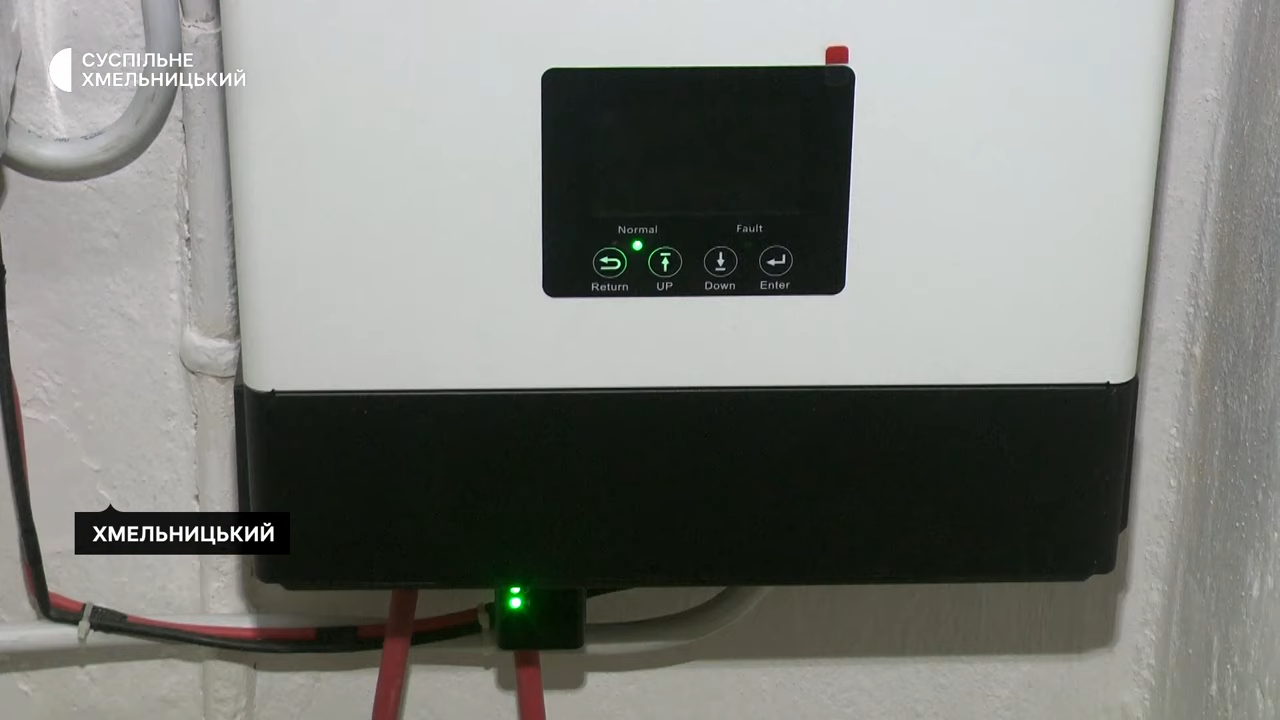 СУСПІЛЬНЕ
ХМЕЛЬНИЦЬКИЙ
Normal Fault
Return UP Down Enter
ХМЕЛЬНИЦЬКИЙ